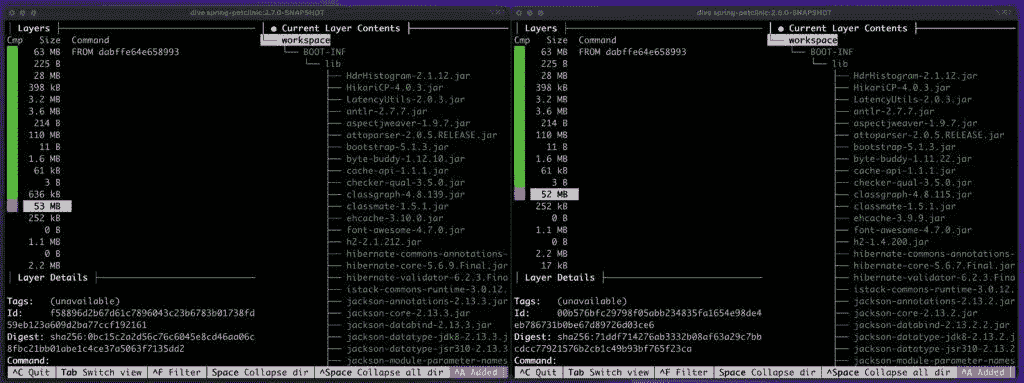 dive spring-petclinic:2.7.0-SNAPSHOT
Layers
Cmp Size Command
63 MB FROM dabffe64e658993
225 B
28 MB
398 kB
3.2 MB
3.6 MB
214 B
110 MB
11 B
1.6 MB
61 kB
3 B
636 kB
53 MB
252 kB
0 B
1.1 MB
0 B
2.2 MB
Layer Details
Tags: (unavailable)
Id: f58896d2b67d61c7896043c23b6783b01738fd
59eb123a609d2ba77ccf192161
Digest: sha256:0bc15c2a2d56c76c6045e8cd46aa06c
8fbc21bb01abe1c4ce37a5063f7135dd2
Command:
● Current Layer Contents
workspace
BOOT-INF
lib
HdrHistogram-2.1.12.jar
HikariCP-4.0.3.jar
LatencyUtils-2.0.3.jar
antlr-2.7.7.jar
aspectjweaver-1.9.7.jar
attoparser-2.0.5.RELEASE.jar
bootstrap-5.1.3.jar
byte-buddy-1.12.10.jar
cache-api-1.1.1.jar
checker-qual-3.5.0.jar
classgraph-4.8.139.jar
classmate-1.5.1.jar
ehcache-3.10.0.jar
font-awesome-4.7.0.jar
h2-2.1.212.jar
hibernate-commons-annotations-
hibernate-core-5.6.9.Final.jar
hibernate-validator-6.2.3.Final
istack-commons-runtime-3.0.12.
jackson-annotations-2.13.3.jar
jackson-core-2.13.3.jar
jackson-databind-2.13.3.jar
jackson-datatype-jdk8-2.13.3.j
jackson-datatype-jsr310-2.13.3
jackson-module-parameter-names
^C Quit Tab Switch view ^F Filter Space Collapse dir ^Space Collapse all dir ^A Added
dive spring-petclinic:2.6.0-SNAPSHOT
Layers
Cmp Size Command
63 MB FROM dabffe64e658993
225 B
28 MB
398 kB
3.2 MB
3.6 MB
214 B
110 MB
11 B
1.6 MB
61 kB
3 B
52 MB
252 kB
0 B
1.1 MB
0 B
2.2 MB
17 kB
Layer Details
Tags: (unavailable)
Id: 00b576bfc29798f05abb234835fa1654e98de4
eb786731b0be67d89726d03ce6
Digest: sha256:71ddf714276ab3332b08af63a29c7bb
cdcc77921576b2cb1c49b93bf765f23ca
Command:
● Current Layer Contents
workspace
BOOT-INF
lib
HdrHistogram-2.1.12.jar
HikariCP-4.0.3.jar
LatencyUtils-2.0.3.jar
antlr-2.7.7.jar
aspectjweaver-1.9.7.jar
attoparser-2.0.5.RELEASE.jar
bootstrap-5.1.3.jar
byte-buddy-1.11.22.jar
cache-api-1.1.1.jar
checker-qual-3.5.0.jar
classgraph-4.8.115.jar
classmate-1.5.1.jar
ehcache-3.9.9.jar
font-awesome-4.7.0.jar
h2-1.4.200.jar
hibernate-commons-annotations-
hibernate-core-5.6.7.Final.jar
hibernate-validator-6.2.3.Final
istack-commons-runtime-3.0.12.
jackson-annotations-2.13.2.jar
jackson-core-2.13.2.jar
jackson-databind-2.13.2.2.jar
jackson-datatype-jdk8-2.13.2.j
jackson-datatype-jsr310-2.13.2
jackson-module-parameter-names
^C Quit Tab Switch view ^F Filter Space Collapse dir ^Space Collapse all dir ^A Added